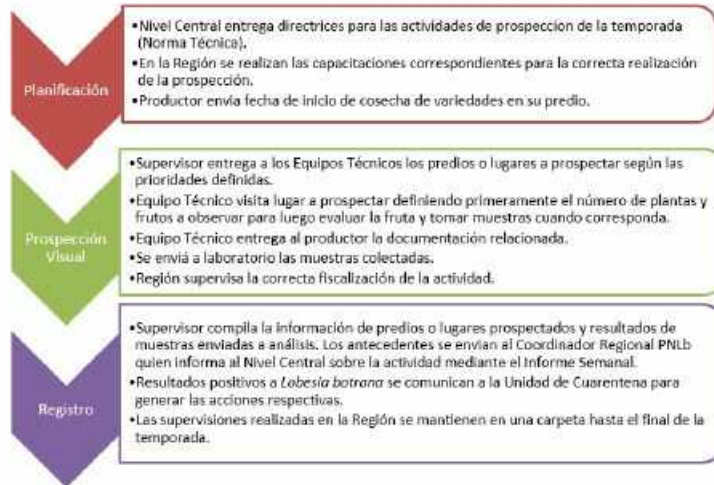 Planificación
•Nivel Central entrega directrices para las actividades de prospeccion de la temporada
(Norma Técnica).
•En la Región se realizan las capacitaciones correspondientes para la correcta realización
de la prospección.
•Productor envia fecha de inicio de cosecha de variedades en su predio.
Prospección
Visual
•Supervisor entrega a los Equipos Técnicos los predios o lugares a prospectar según las
prioridades definidas.
•Equipo Técnico visita lugar a prospectar definiendo primeramente el número de plantas y
frutos a observar para luego evaluar la fruta y tomar muestras cuando corresponda.
•Equipo Técnico entrega al productor la documentación relacionada.
•Se enviá a laboratorio las muestras colectadas.
•Región supervisa la correcta fiscalización de la actividad.
Registro
•Supervisor compila la información de predios o lugares prospectados y resultados de
muestras enviadas a análisis. Los antecedentes se envian al Coordinador Regional PNLb
quien informa al Nivel Central sobre la actividad mediante el Informe Semanal.
•Resultados positivos a Lobesia botrana se comunican a la Unidad de Cuarentena para
generar las acciones respectivas.
•Las supervisiones realizadas en la Región se mantienen en una carpeta hasta el final de la
temporada.